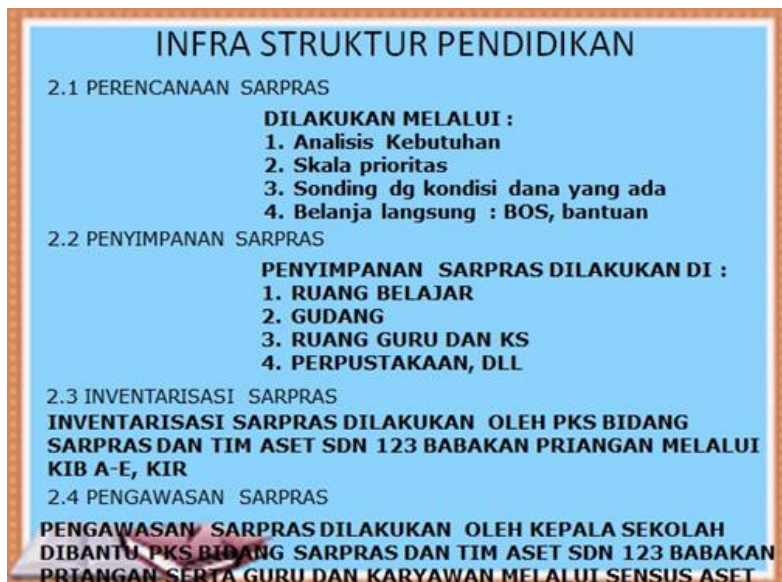 INFRA STRUKTUR PENDIDIKAN
2.1 PERENCANAAN SARPRAS
DILAKUKAN MELALUI :
1. Analisis Kebutuhan
2. Skala prioritas
3. Sonding dg kondisi dana yang ada
4. Belanja langsung : BOS, bantuan
2.2 PENYIMPANAN SARPRAS
PENYIMPANAN SARPRAS DILAKUKAN DI :
1. RUANG BELAJAR
2. GUDANG
3. RUANG GURU DAN KS
4. PERPUSTAKAAN, DLL
2.3 INVENTARISASI SARPRAS
INVENTARISASI SARPRAS DILAKUKAN OLEH PKS BIDANG
SARPRAS DAN TIM ASET SDN 123 BABAKAN PRIANGAN MELALUI
KIB A-E, KIR
2.4 PENGAWASAN SARPRAS
PENGAWASAN SARPRAS DILAKUKAN OLEH KEPALA SEKOLAH
DIBANTU PKS BIDANG SARPRAS DAN TIM ASET SDN 123 BABAKAN
PRIANGAN SERTA GURU DAN KARYAWAN MELALUI SENSUS ASET